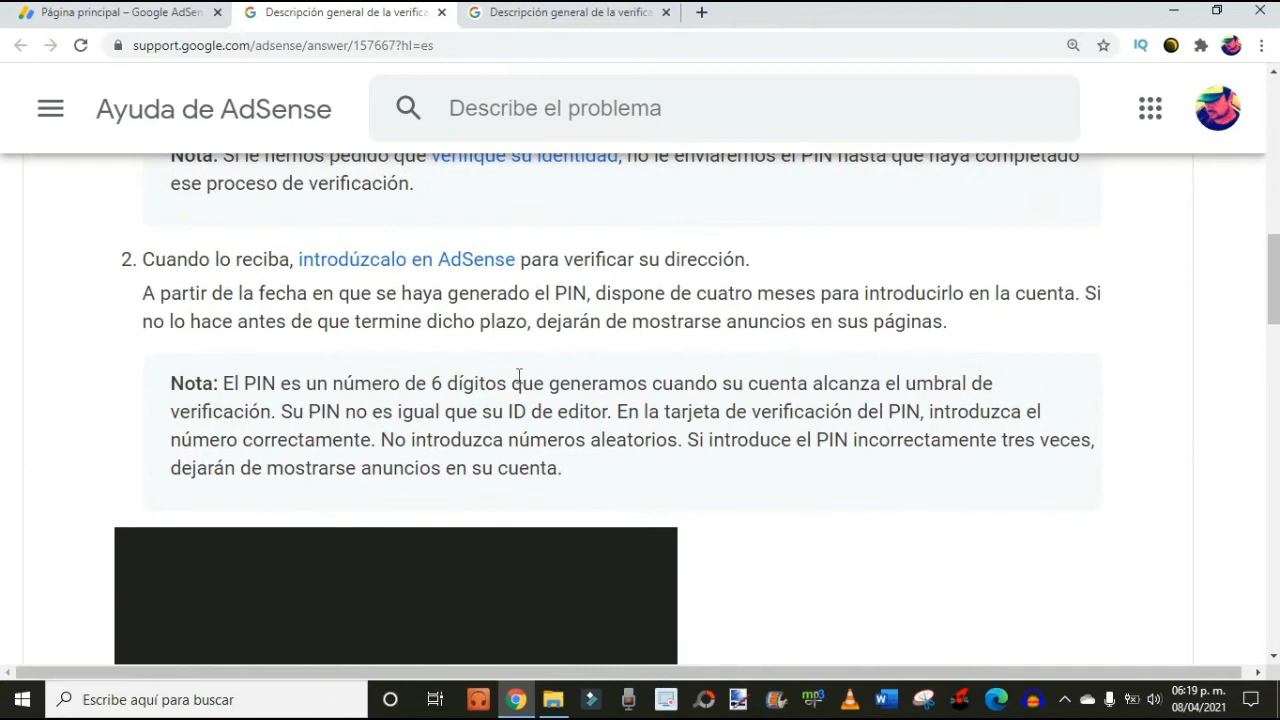 Página principal – Google AdSen
Descripción general de la verifica
Descripción general de la verifica
support.google.com/adsense/answer/157667?hl=es
IQ
Ayuda de AdSense
Describe el problema
Nota: Si le hemos pedido que verifique su identidad, no le enviaremos el PIN hasta que haya completado
ese proceso de verificación.
2. Cuando lo reciba, introdúzcalo en AdSense para verificar su dirección.
A partir de la fecha en que se haya generado el PIN, dispone de cuatro meses para introducirlo en la cuenta. Si
no lo hace antes de que termine dicho plazo, dejarán de mostrarse anuncios en sus páginas.
Nota: El PIN es un número de 6 dígitos que generamos cuando su cuenta alcanza el umbral de
verificación. Su PIN no es igual que su ID de editor. En la tarjeta de verificación del PIN, introduzca el
número correctamente. No introduzca números aleatorios. Si introduce el PIN incorrectamente tres veces,
dejarán de mostrarse anuncios en su cuenta.
Escribe aquí para buscar
mp3
W
06:19 p. m.
08/04/2021